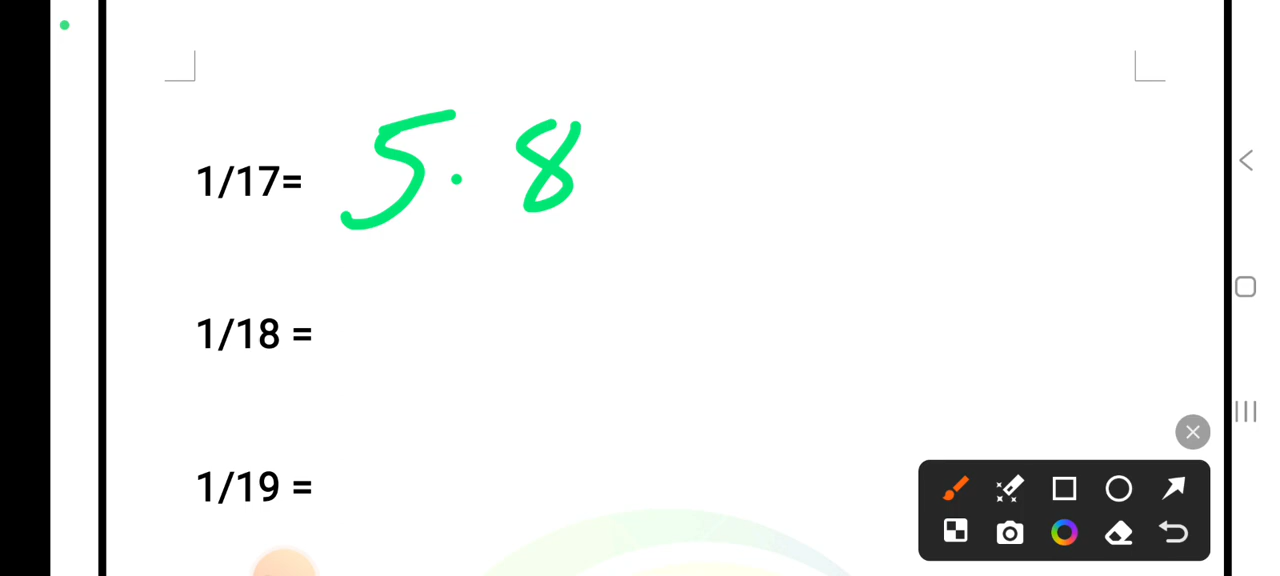 1/17= 5.8
1/18 =
1/19 =